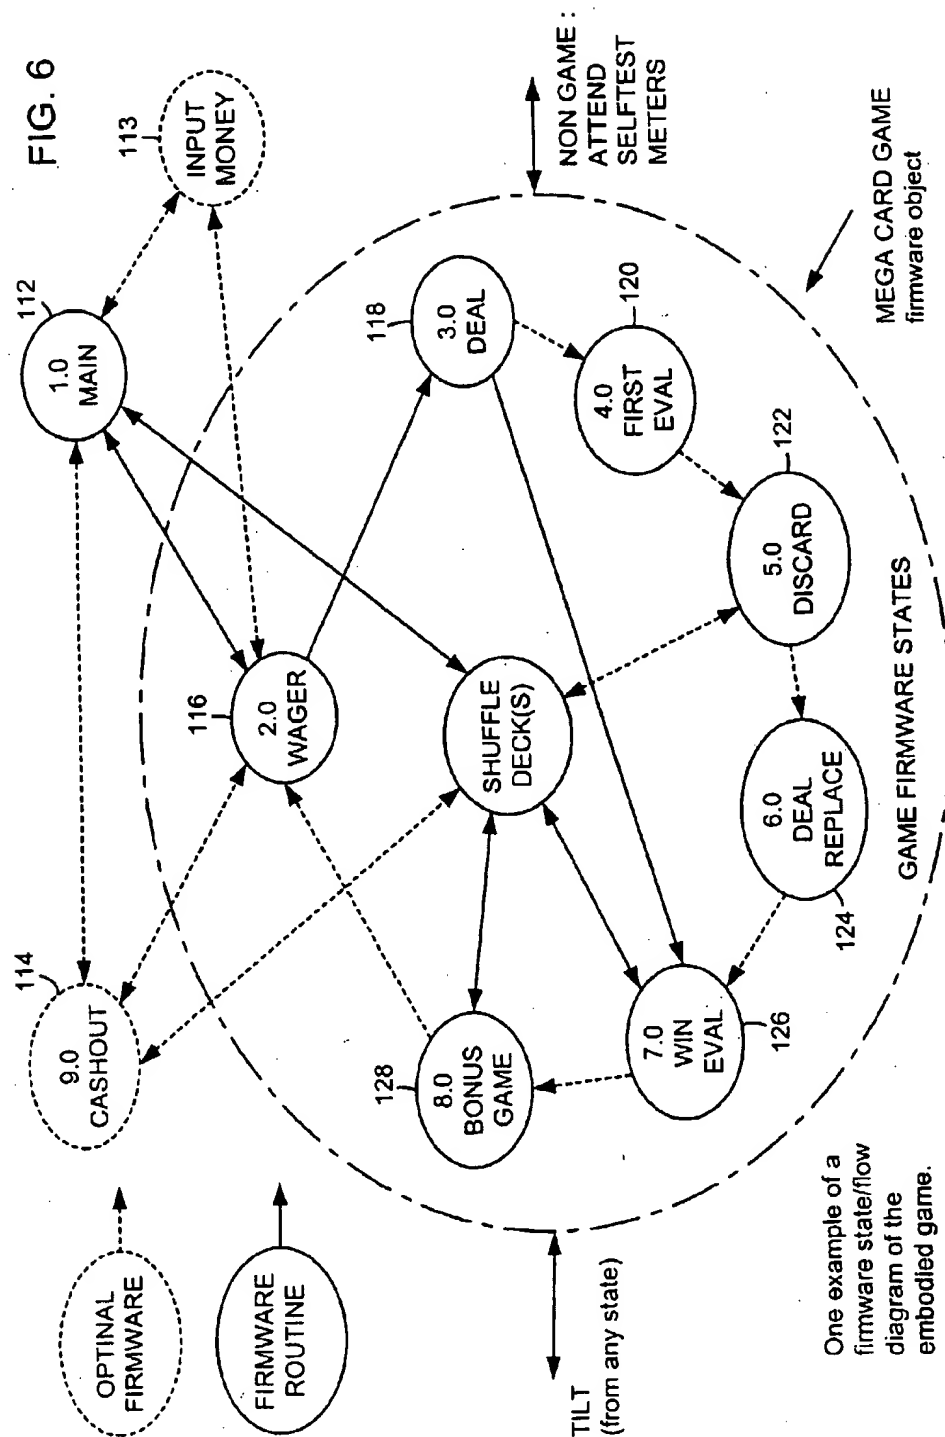 FIG. 6
OPTINAL
FIRMWARE
FIRMWARE
ROUTINE
114
9.0
CASHOUT
112
1.0
MAIN
113
INPUT
MONEY
116
2.0
WAGER
118
3.0
DEAL
120
4.0
FIRST
EVAL
122
5.0
DISCARD
SHUFFLE
DECK(S)
124
6.0
DEAL
REPLACE
126
7.0
WIN
EVAL
128
8.0
BONUS
GAME
TILT
(from any state)
NON GAME :
ATTEND
SELFTEST
METERS
GAME FIRMWARE STATES
MEGA CARD GAME
firmware object
One example of a
firmware state/flow
diagram of the
embodied game.